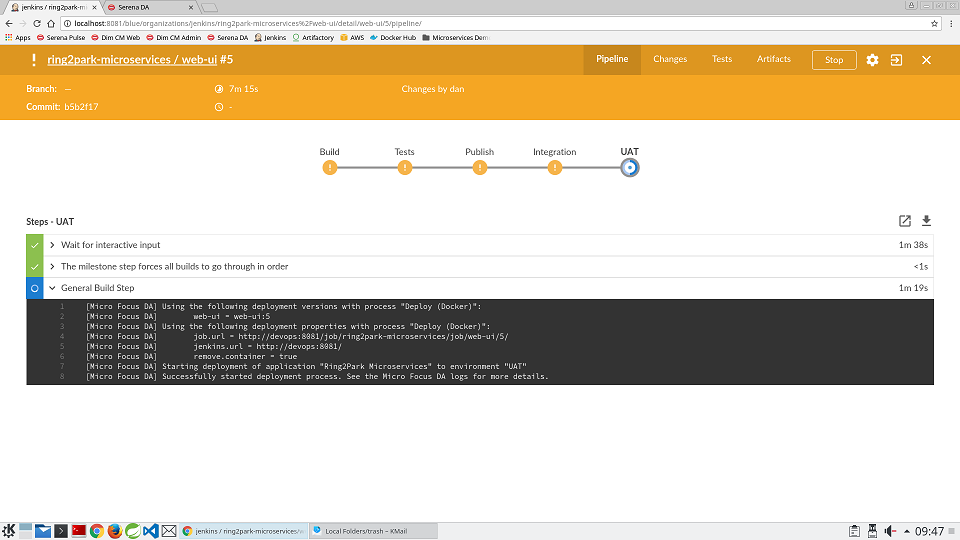 jenkins / ring2park-m
Serena DA
localhost:8081/blue/organizations/jenkins/ring2park-microservices%2Fweb-ui/detail/web-ui/5/pipeline/
Apps Serena Pulse Dim CM Web Dim CM Admin Serena DA Jenkins Artifactory AWS Docker Hub Microservices Dem
ring2park-microservices / web-ui #5 Pipeline Changes Tests Artifacts Stop
Branch: — 7m 15s Changes by dan
Commit: b5b2f17 -
Build Tests Publish Integration UAT
Steps - UAT
Wait for interactive input 1m 38s
The milestone step forces all builds to go through in order <1s
General Build Step 1m 19s
1 [Micro Focus DA] Using the following deployment versions with process "Deploy (Docker)":
2 [Micro Focus DA] web-ui = web-ui:5
3 [Micro Focus DA] Using the following deployment properties with process "Deploy (Docker)":
4 [Micro Focus DA] job.url = http://devops:8081/job/ring2park-microservices/job/web-ui/5/
5 [Micro Focus DA] jenkins.url = http://devops:8081/
6 [Micro Focus DA] remove.container = true
7 [Micro Focus DA] Starting deployment of application "Ring2Park Microservices" to environment "UAT"
8 [Micro Focus DA] Successfully started deployment process. See the Micro Focus DA logs for more details.
jenkins / ring2park-microservices/w Local Folders/trash – KMail 09:47